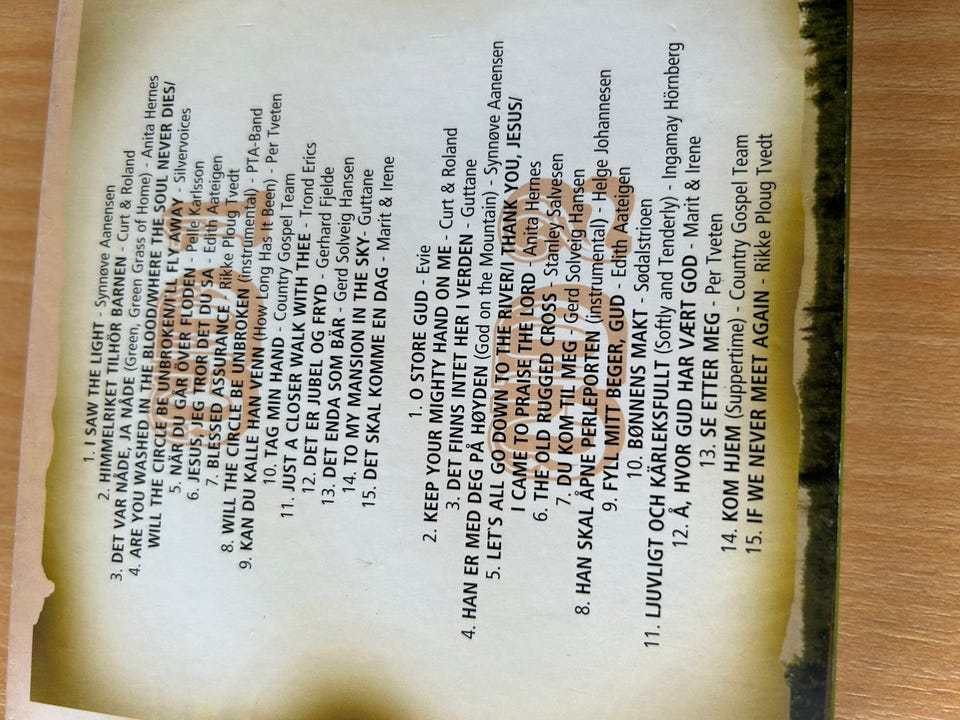 CD 1
1. I SAW THE LIGHT - Synnøve Aanensen
2. HIMMELRIKET TILHÖR BARNEN - Curt & Roland
3. DET VAR NÅDE, JA NÅDE (Green, Green Grass of Home) - Anita Hernes
4. ARE YOU WASHED IN THE BLOOD/WHERE THE SOUL NEVER DIES/
WILL THE CIRCLE BE UNBROKEN/I'LL FLY AWAY - Silvervoices
5. NÄR DU GÅR ÖVER FLODEN - Pelle Karlsson
6. JESUS, JEG TROR DET DU SA - Edith Aateigen
7. BLESSED ASSURANCE - Rikke Ploug Tvedt
8. WILL THE CIRCLE BE UNBROKEN (instrumental) - PTA-Band
9. KAN DU KALLE HAN VENN (How Long Has It Been) - Per Tveten
10. TAG MIN HAND - Country Gospel Team
11. JUST A CLOSER WALK WITH THEE - Trond Erics
12. DET ER JUBEL OG FRYD - Gerhard Fjelde
13. DET ENDA SOM BÄR - Gerd Solveig Hansen
14. TO MY MANSION IN THE SKY - Guttane
15. DET SKAL KOMME EN DAG - Marit & Irene
CD 2
1. O STORE GUD - Evie
2. KEEP YOUR MIGHTY HAND ON ME - Curt & Roland
3. DET FINNS INTET HER I VERDEN - Guttane
4. HAN ER MED DEG PÅ HØYDEN (God on the Mountain) - Synnøve Aanensen
5. LET`S ALL GO DOWN TO THE RIVER/I THANK YOU, JESUS/
I CAME TO PRAISE THE LORD - Anita Hernes
6. THE OLD RUGGED CROSS - Stanley Salvesen
7. DU KOM TIL MEG - Gerd Solveig Hansen
8. HAN SKAL ÅPNE PERLEPORTEN (instrumental) - Helge Johannesen
9. FYLL MITT BEGER, GUD - Edith Aateigen
10. BØNNENS MAKT - Sødalstrioen
11. LJUVLIGT OCH KÄRLEKSFULLT (Softly and Tenderly) - Ingamay Hörnberg
12. Å, HVOR GUD HAR VÆRT GOD - Marit & Irene
13. SE ETTER MEG - Per Tveten
14. KOM HJEM (Suppertime) - Country Gospel Team
15. IF WE NEVER MEET AGAIN - Rikke Ploug Tvedt